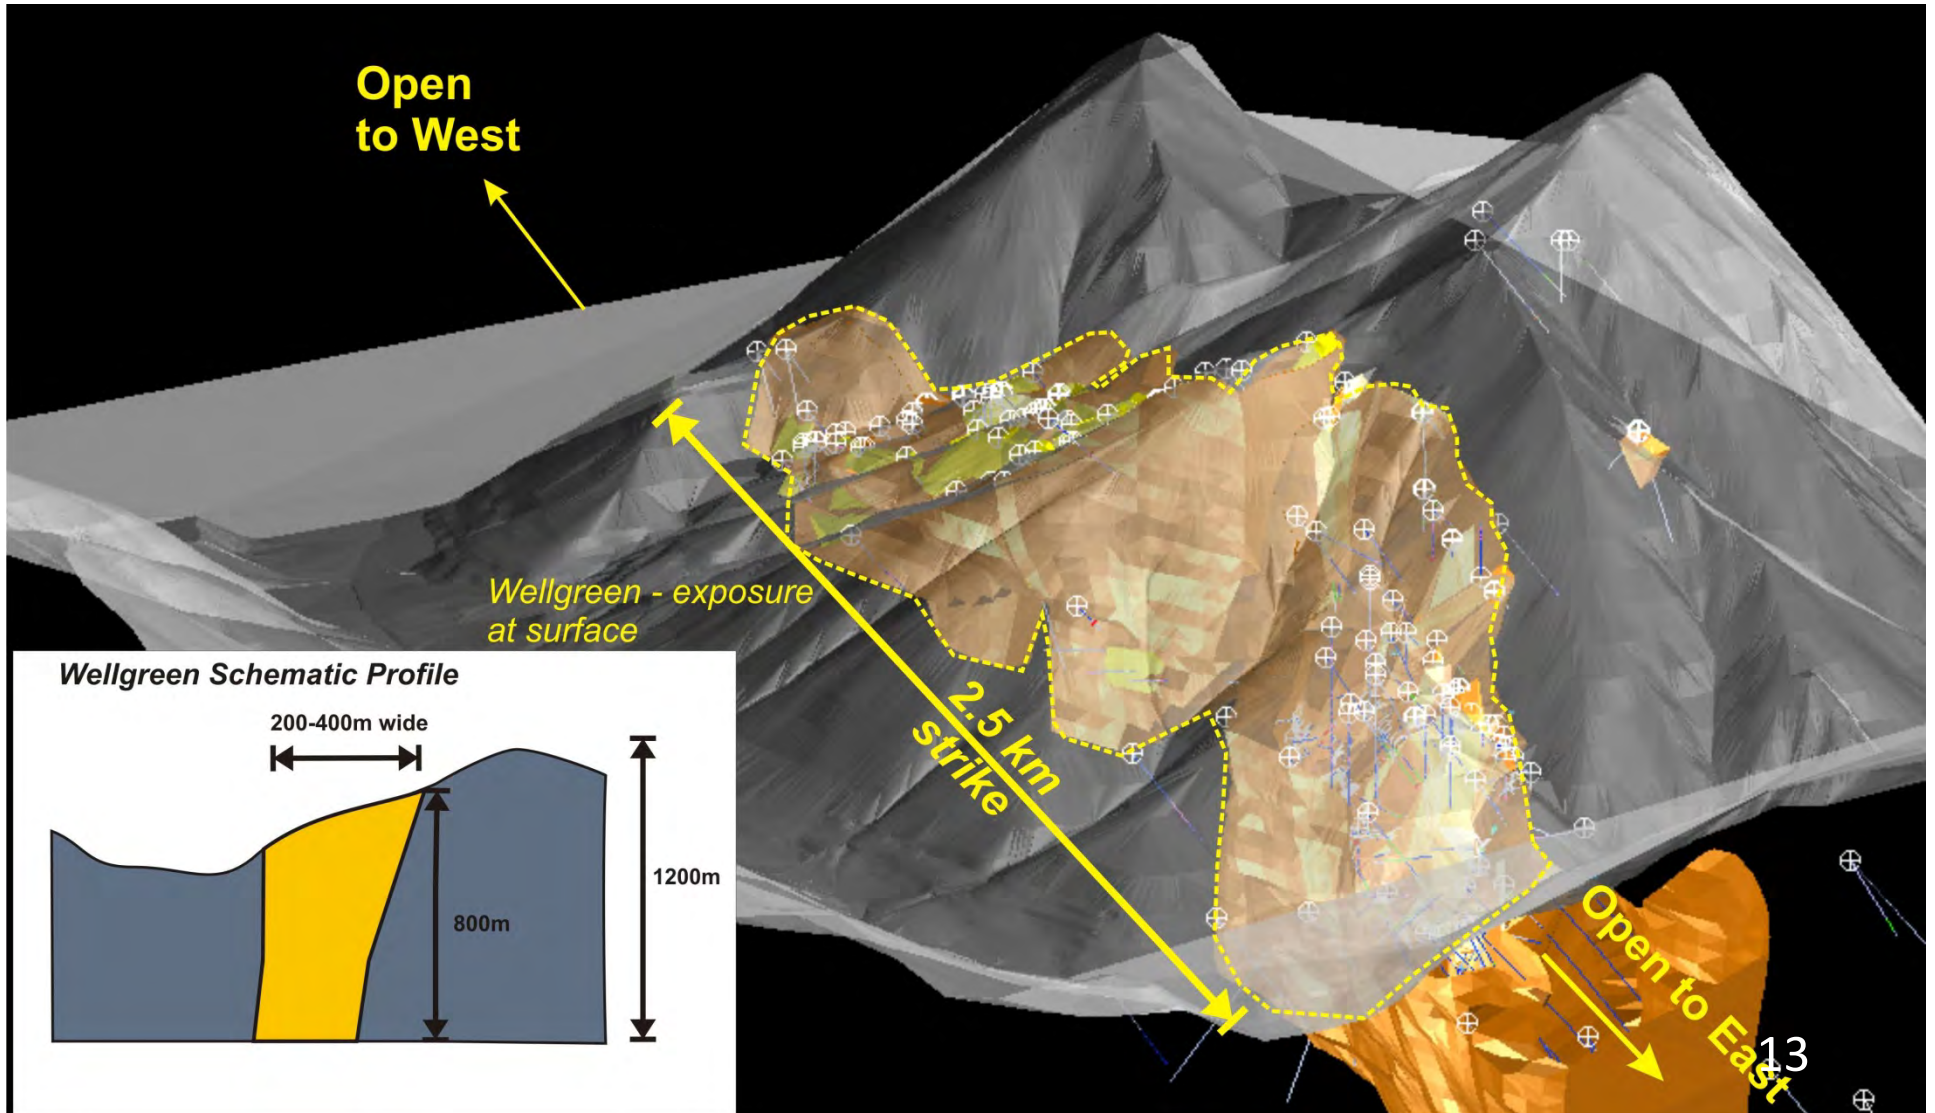 Open
to West
Wellgreen - exposure
at surface
2.5 km
strike
Open to East
Wellgreen Schematic Profile
200-400m wide
1200m
800m
13